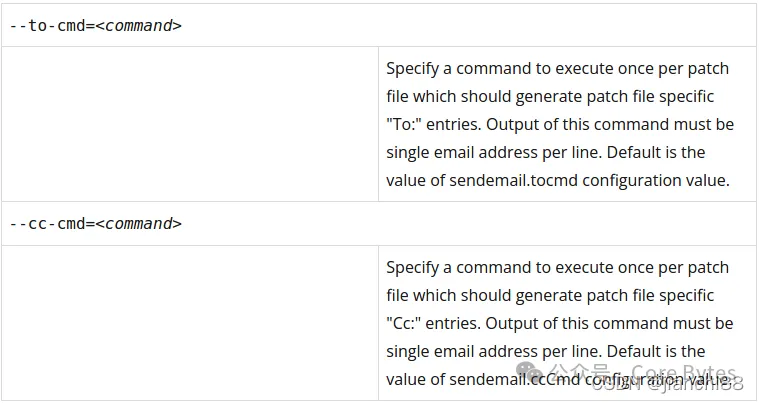 --to-cmd=<command>
Specify a command to execute once per patch
file which should generate patch file specific
"To:" entries. Output of this command must be
single email address per line. Default is the
value of sendemail.tocmd configuration value.
--cc-cmd=<command>
Specify a command to execute once per patch
file which should generate patch file specific
"Cc:" entries. Output of this command must be
single email address per line. Default is the
value of sendemail.ccCmd configuration value.
公众号 Core Bytes
CSDN @jianchi88